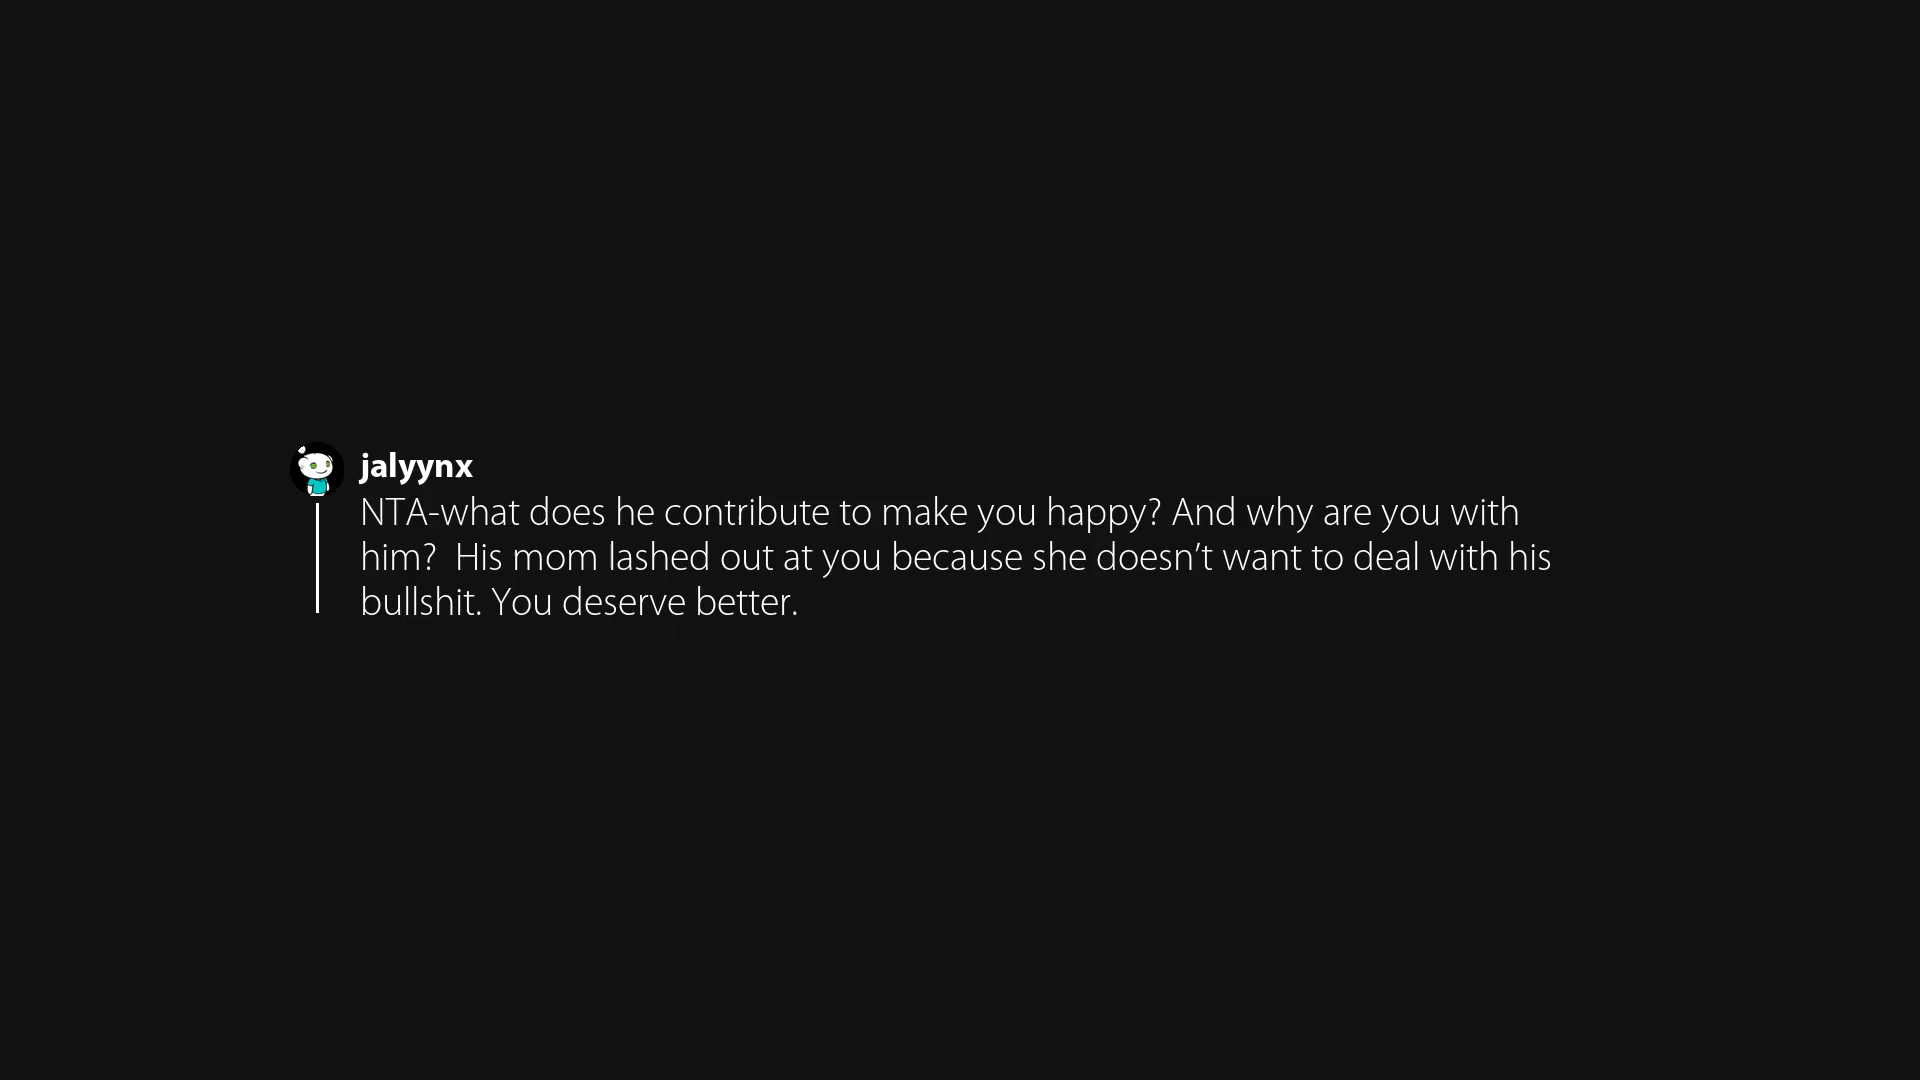 jalyynx
NTA-what does he contribute to make you happy? And why are you with
him?  His mom lashed out at you because she doesn’t want to deal with his
bullshit. You deserve better.